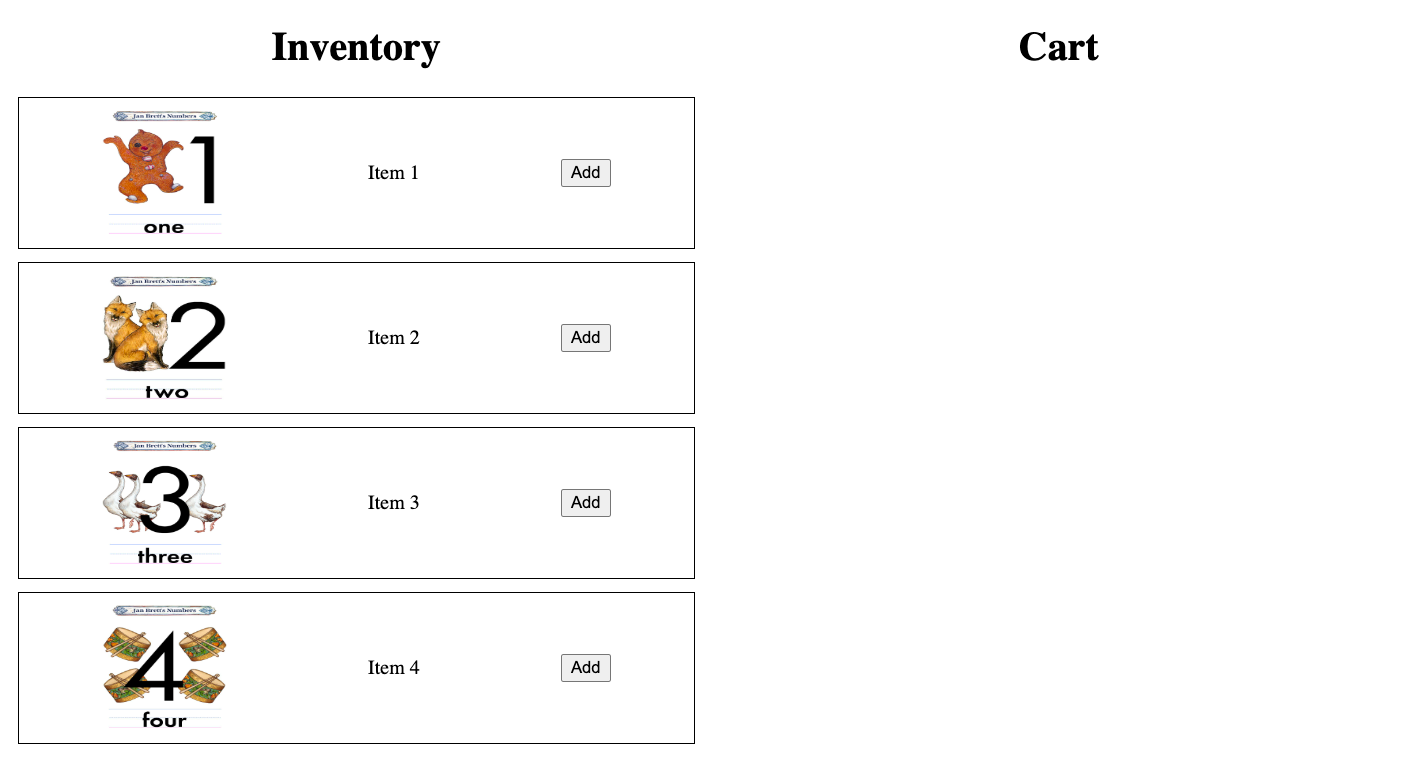 Inventory
Cart
Jan Brett's Numbers
1
one
Item 1
Add
Jan Brett's Numbers
2
two
Item 2
Add
Jan Brett's Numbers
3
three
Item 3
Add
Jan Brett's Numbers
4
four
Item 4
Add